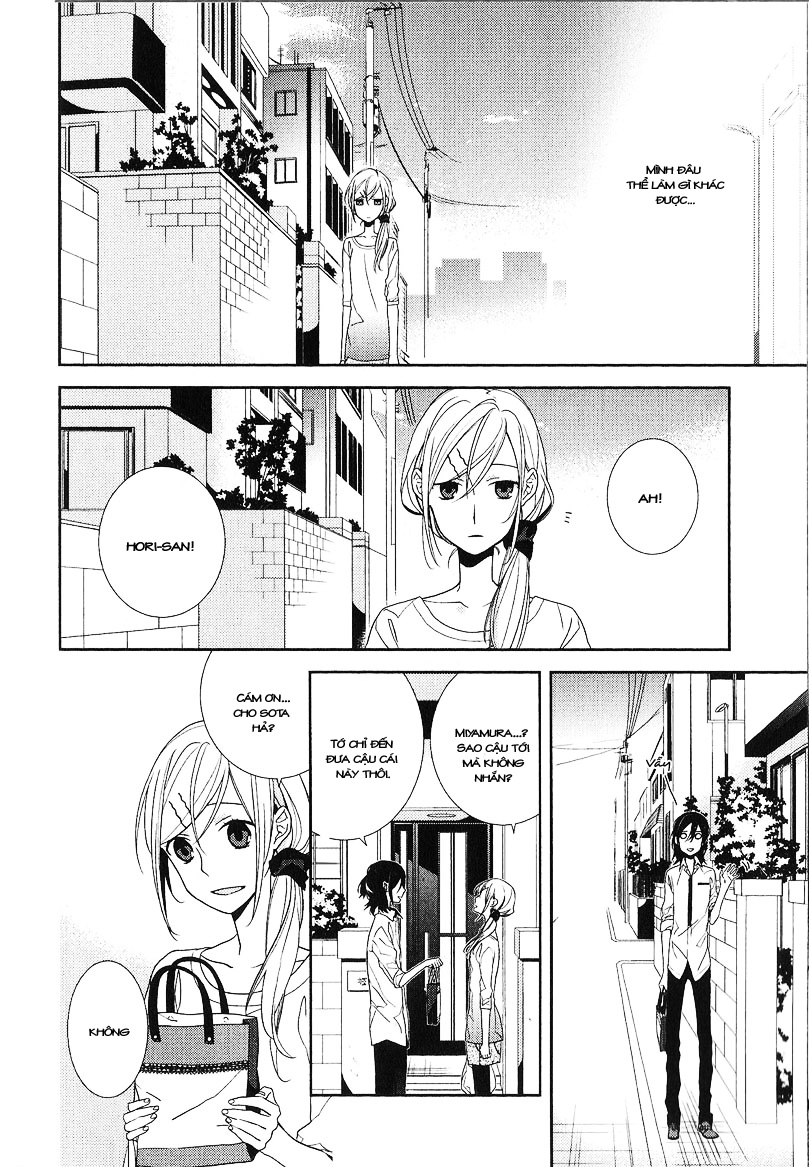 MÌNH ĐÂU
THỂ LÀM GÌ KHÁC
ĐƯỢC...
AH!
HORI-SAN!
Vẩy
MIYAMURA...?
SAO CẬU TỚI
MÀ KHÔNG
NHẮN?
TỚ CHỈ ĐẾN
ĐƯA CẬU CÁI
NÀY THÔI.
CÁM ƠN...
CHO SOTA
HẢ?
KHÔNG